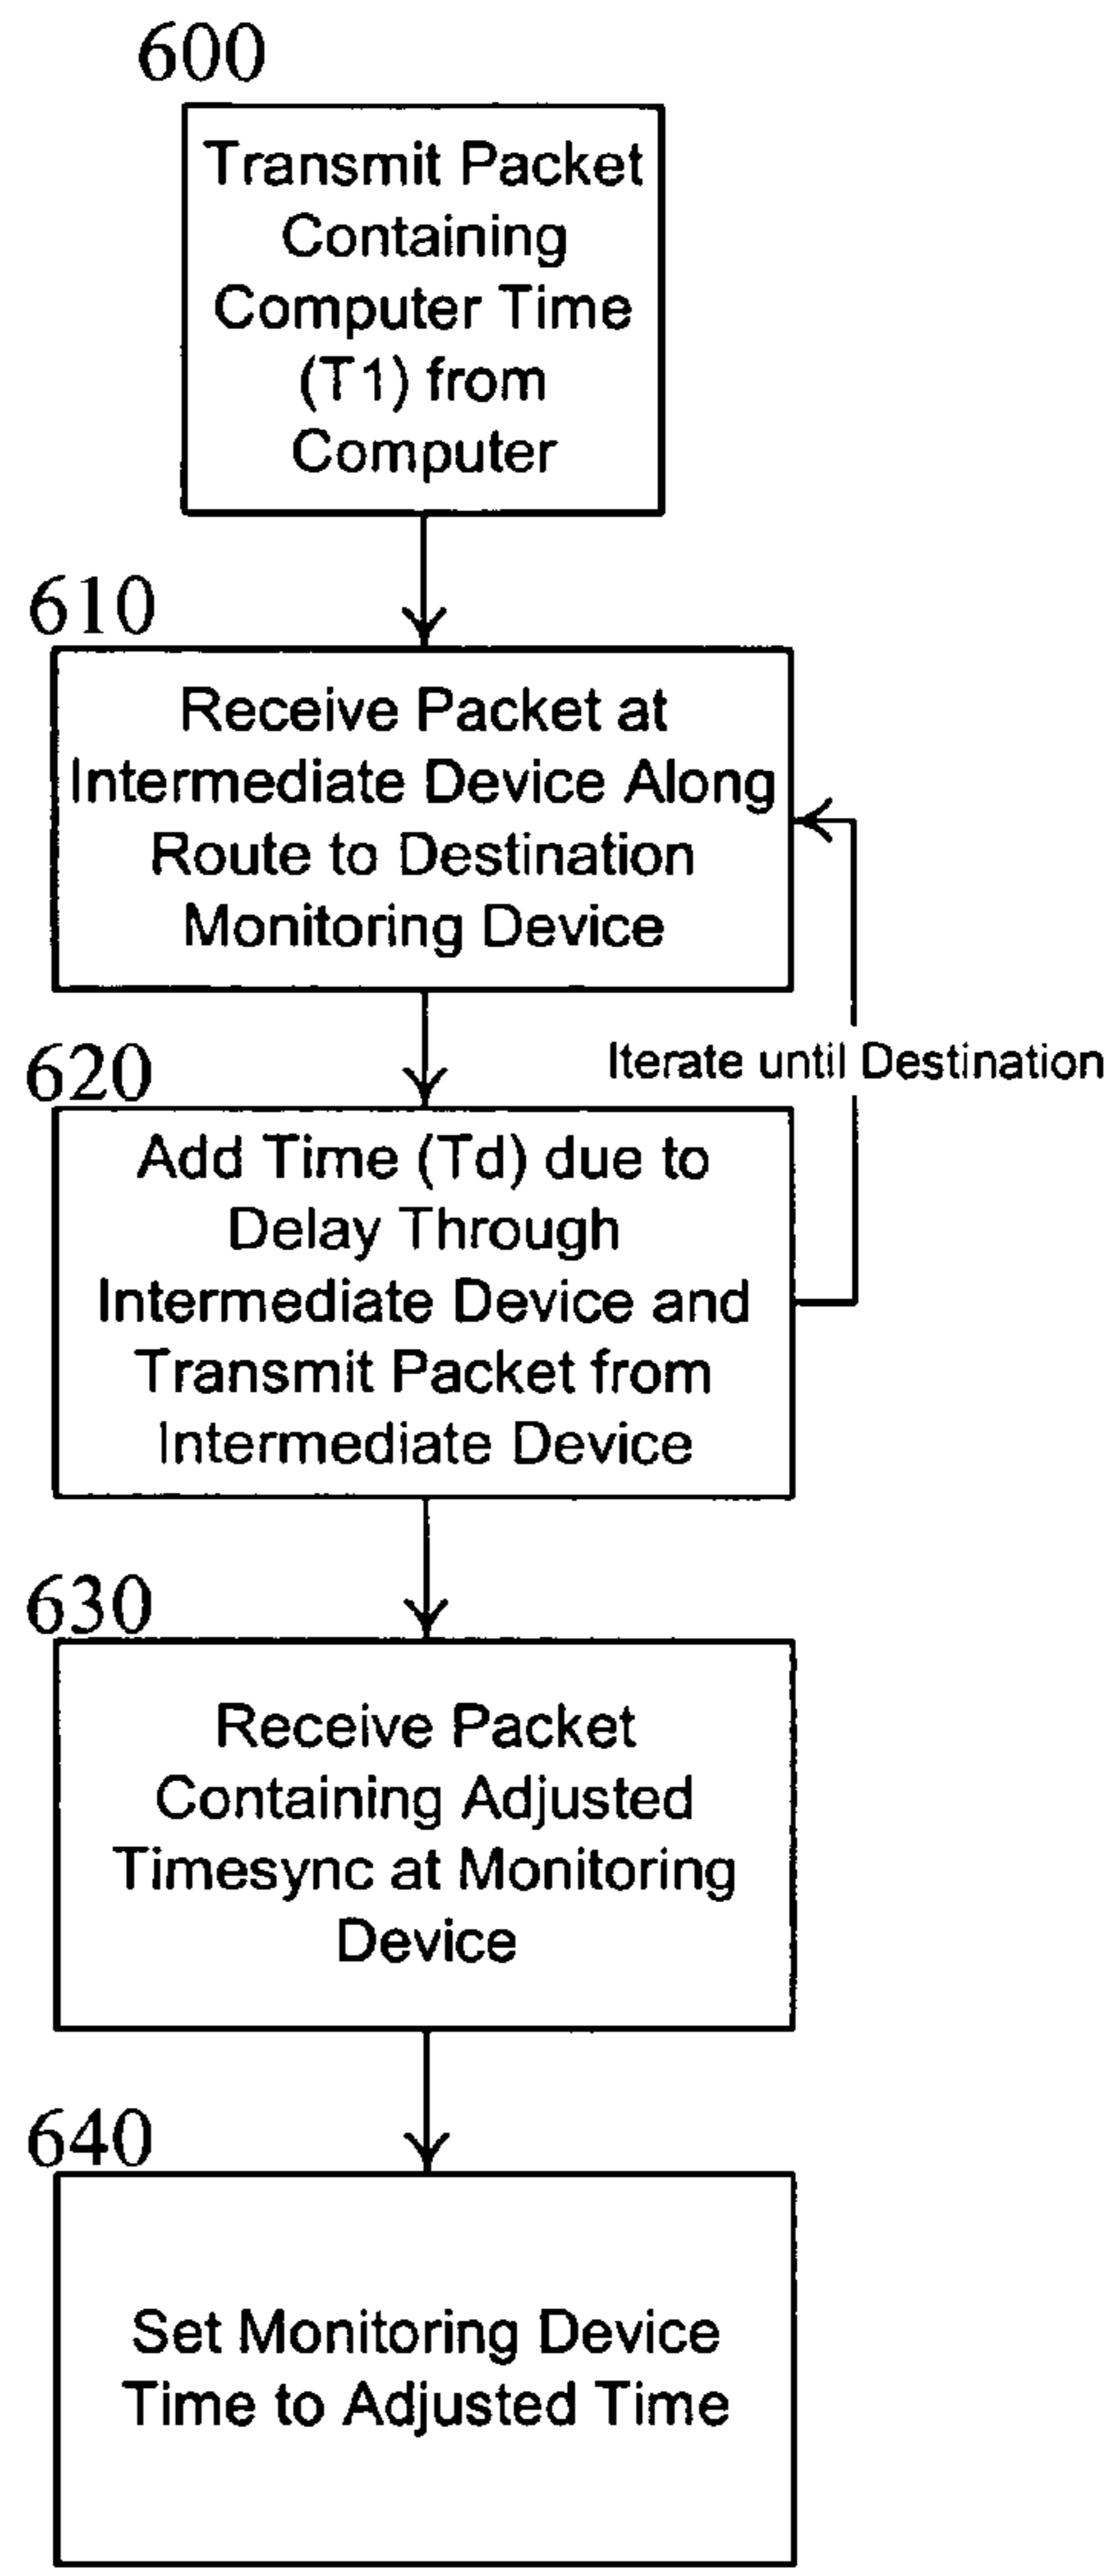 600
Transmit Packet
Containing
Computer Time
(T1) from
Computer
610
Receive Packet at
Intermediate Device Along
Route to Destination
Monitoring Device
Iterate until Destination
620
Add Time (Td) due to
Delay Through
Intermediate Device and
Transmit Packet from
Intermediate Device
630
Receive Packet
Containing Adjusted
Timesync at Monitoring
Device
640
Set Monitoring Device
Time to Adjusted Time